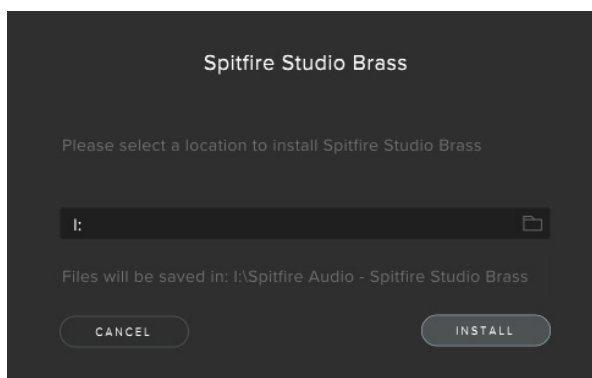 Spitfire Studio Brass
Please select a location to install Spitfire Studio Brass
I:
Files will be saved in: I:\Spitfire Audio - Spitfire Studio Brass
CANCEL
INSTALL